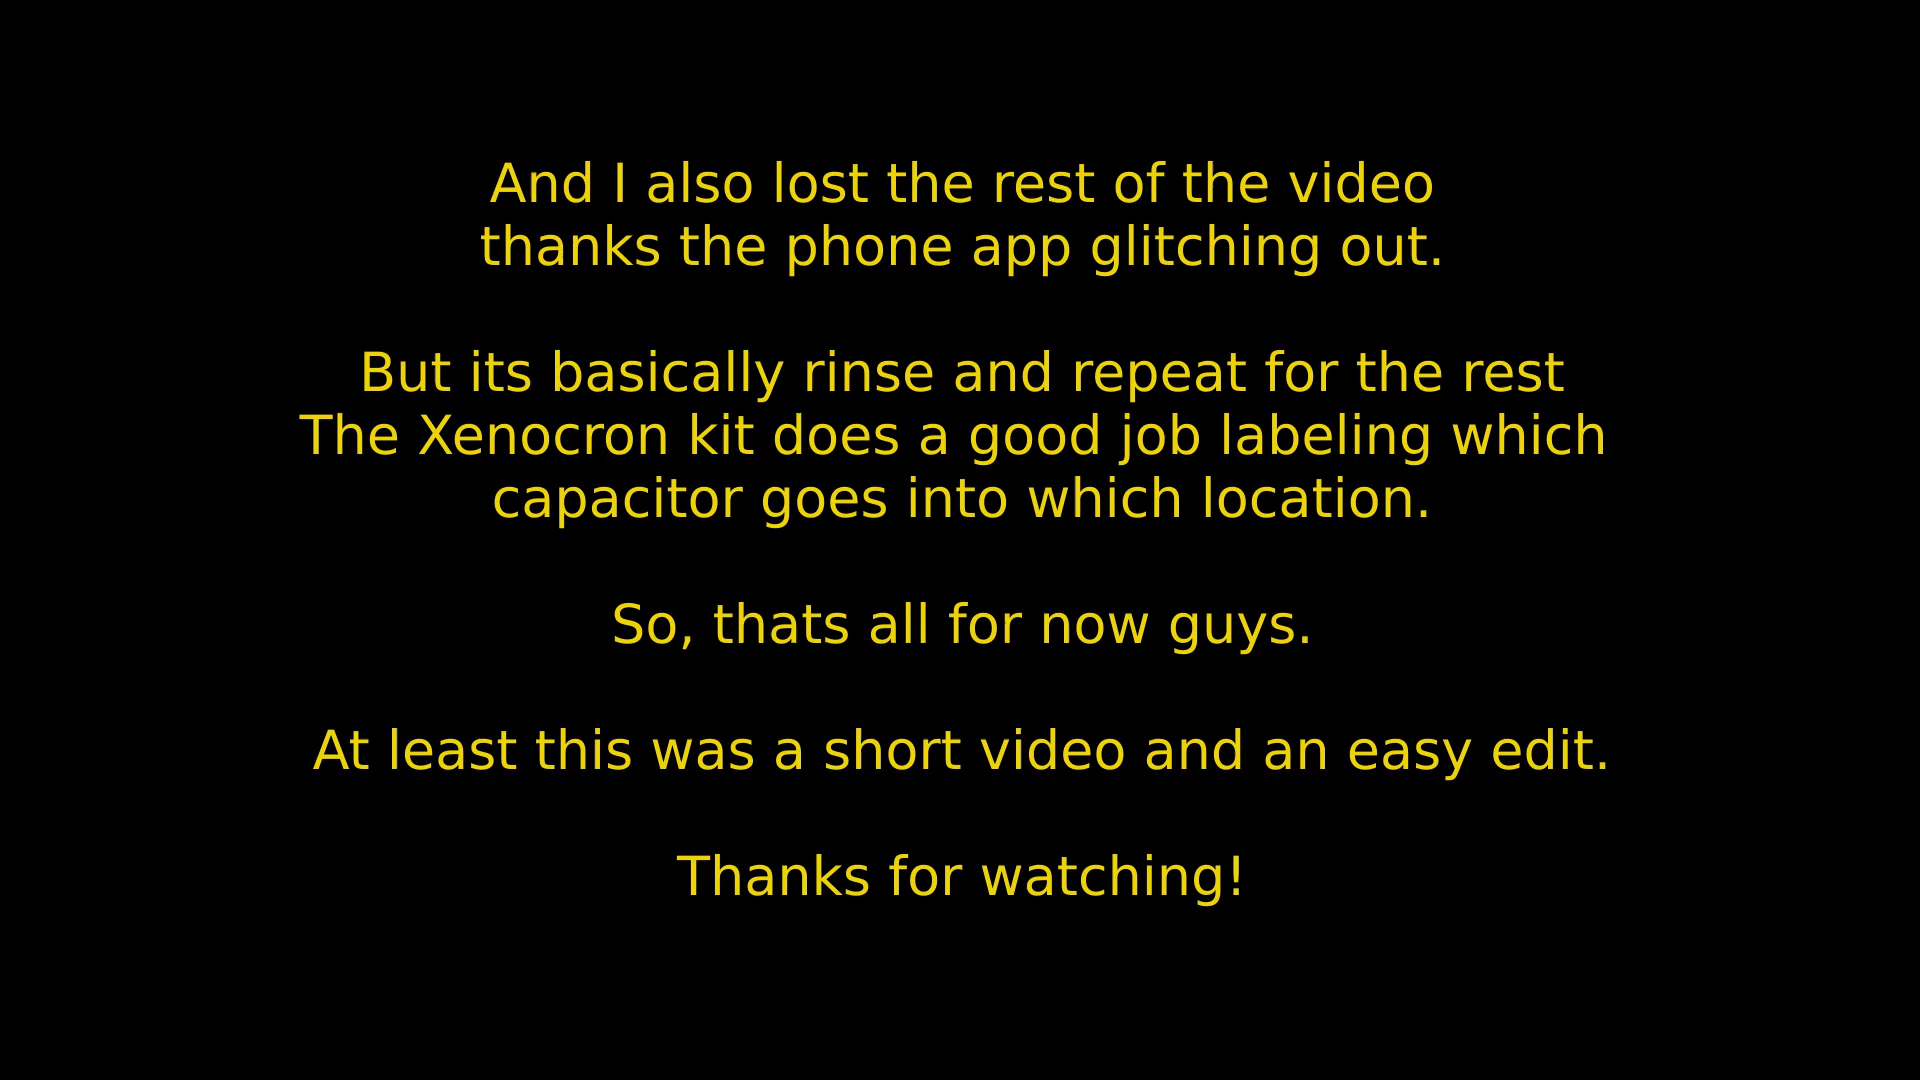 And I also lost the rest of the video
thanks the phone app glitching out.
But its basically rinse and repeat for the rest
The Xenocron kit does a good job labeling which
capacitor goes into which location.
So, thats all for now guys.
At least this was a short video and an easy edit.
Thanks for watching!